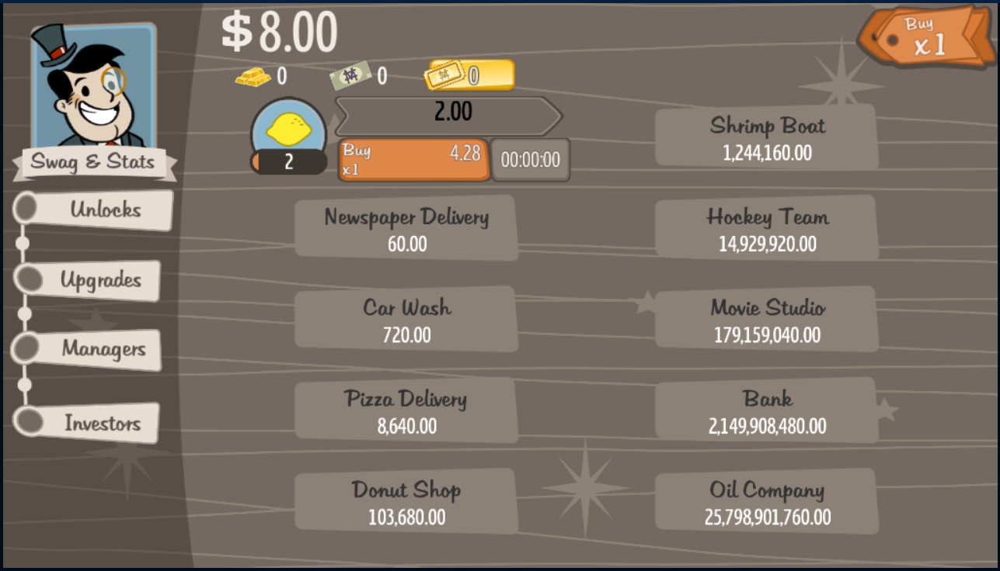 $8.00
Buy
x1
0
0
0
2.00
2
Buy
x1
4.28
00:00:00
Swag & Stats
Unlocks
Upgrades
Managers
Investors
Newspaper Delivery
60.00
Car Wash
720.00
Pizza Delivery
8,640.00
Donut Shop
103,680.00
Shrimp Boat
1,244,160.00
Hockey Team
14,929,920.00
Movie Studio
179,159,040.00
Bank
2,149,908,480.00
Oil Company
25,798,901,760.00